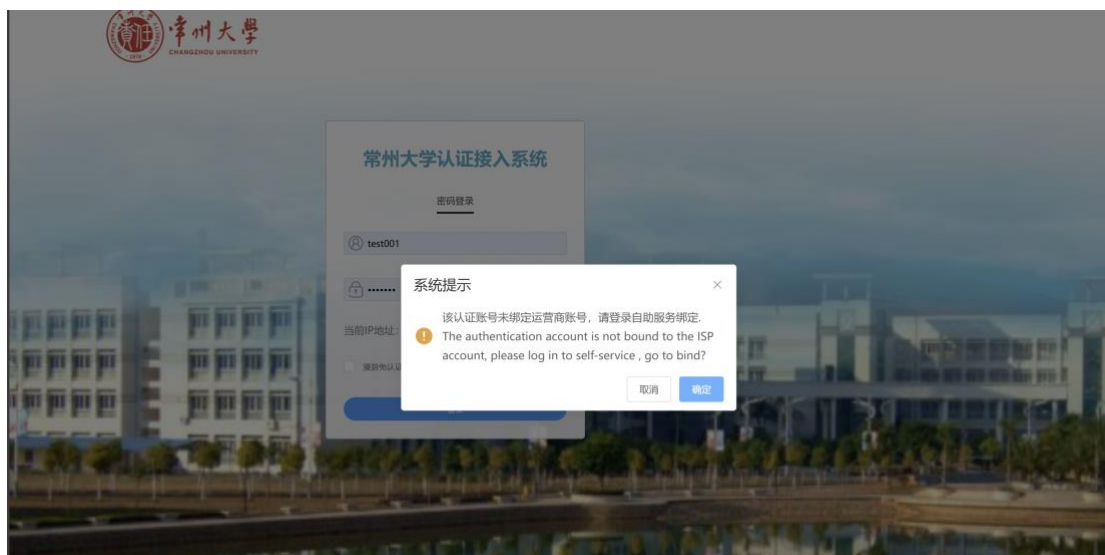 常州大學
CHANGZHOU UNIVERSITY
常州大学认证接入系统
密码登录
test001
•••••••
当前IP地址:
系统提示
该认证账号未绑定运营商账号，请登录自助服务绑定.
The authentication account is not bound to the ISP
account, please log in to self-service , go to bind?
取消 确定